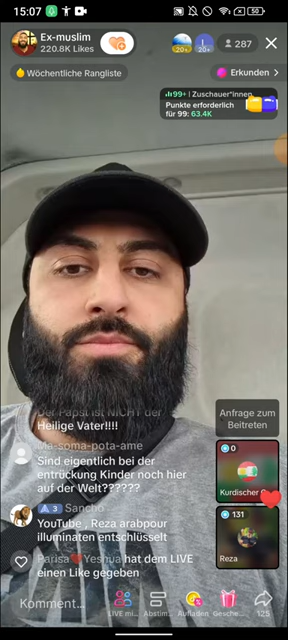 15:07
50
Ex-muslim
220.8K Likes
20+
20+
287
Wöchentliche Rangliste
Erkunden >
99+ | Zuschauer*innen
Punkte erforderlich
für 99: 63.4K
Der Papst ist NICHT der
Heilige Vater!!!!
Ma-soma-pota-ame
Sind eigentlich bei der
entrückung Kinder noch hier
auf der Welt??????
A 3 Sancho
YouTube , Reza arabpour
illuminaten entschlüsselt
Parisa❤️Yeshua hat dem LIVE
einen Like gegeben
Anfrage zum
Beitreten
0
Kurdischer
131
Reza
Komment...
LIVE mi...
Abstim...
Aufladen
Gesche...
125